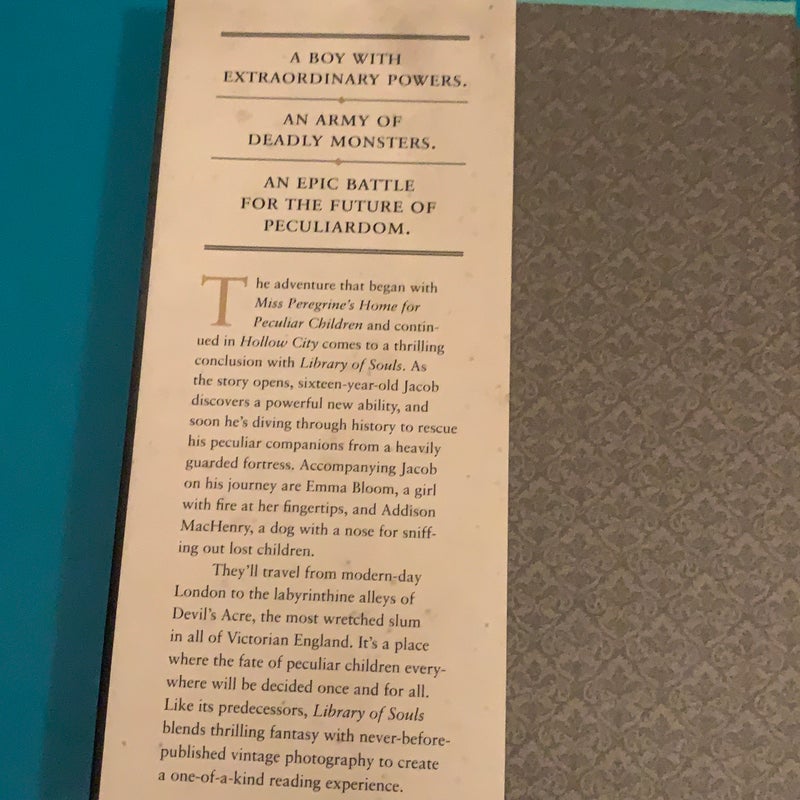 A BOY WITH
EXTRAORDINARY POWERS.
AN ARMY OF
DEADLY MONSTERS.
AN EPIC BATTLE
FOR THE FUTURE OF
PECULIARDOM.
The adventure that began with
Miss Peregrine's Home for
Peculiar Children and contin-
ued in Hollow City comes to a thrilling
conclusion with Library of Souls. As
the story opens, sixteen-year-old Jacob
discovers a powerful new ability, and
soon he's diving through history to rescue
his peculiar companions from a heavily
guarded fortress. Accompanying Jacob
on his journey are Emma Bloom, a girl
with fire at her fingertips, and Addison
MacHenry, a dog with a nose for sniff-
ing out lost children.
They'll travel from modern-day
London to the labyrinthine alleys of
Devil's Acre, the most wretched slum
in all of Victorian England. It's a place
where the fate of peculiar children every-
where will be decided once and for all.
Like its predecessors, Library of Souls
blends thrilling fantasy with never-before-
published vintage photography to create
a one-of-a-kind reading experience.